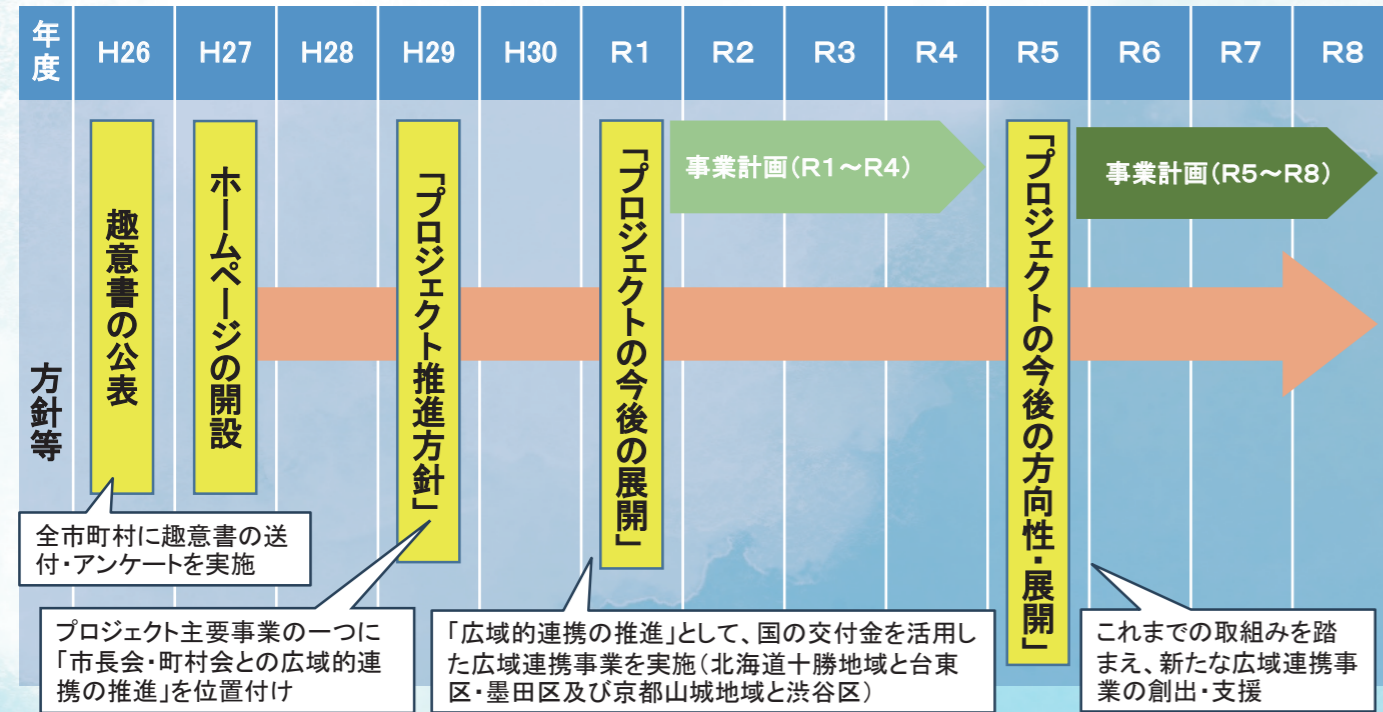 年度
H26
H27
H28
H29
H30
R1
R2
R3
R4
R5
R6
R7
R8
方針等
趣意書の公表
ホームページの開設
「プロジェクト推進方針」
「プロジェクトの今後の展開」
事業計画(R1～R4)
「プロジェクトの今後の方向性・展開」
事業計画(R5～R8)
全市町村に趣意書の送
付・アンケートを実施
プロジェクト主要事業の一つに
「市長会・町村会との広域的連
携の推進」を位置付け
「広域的連携の推進」として、国の交付金を活用し
た広域連携事業を実施(北海道十勝地域と台東
区・墨田区及び京都山城地域と渋谷区)
これまでの取組みを踏
まえ、新たな広域連携事
業の創出・支援